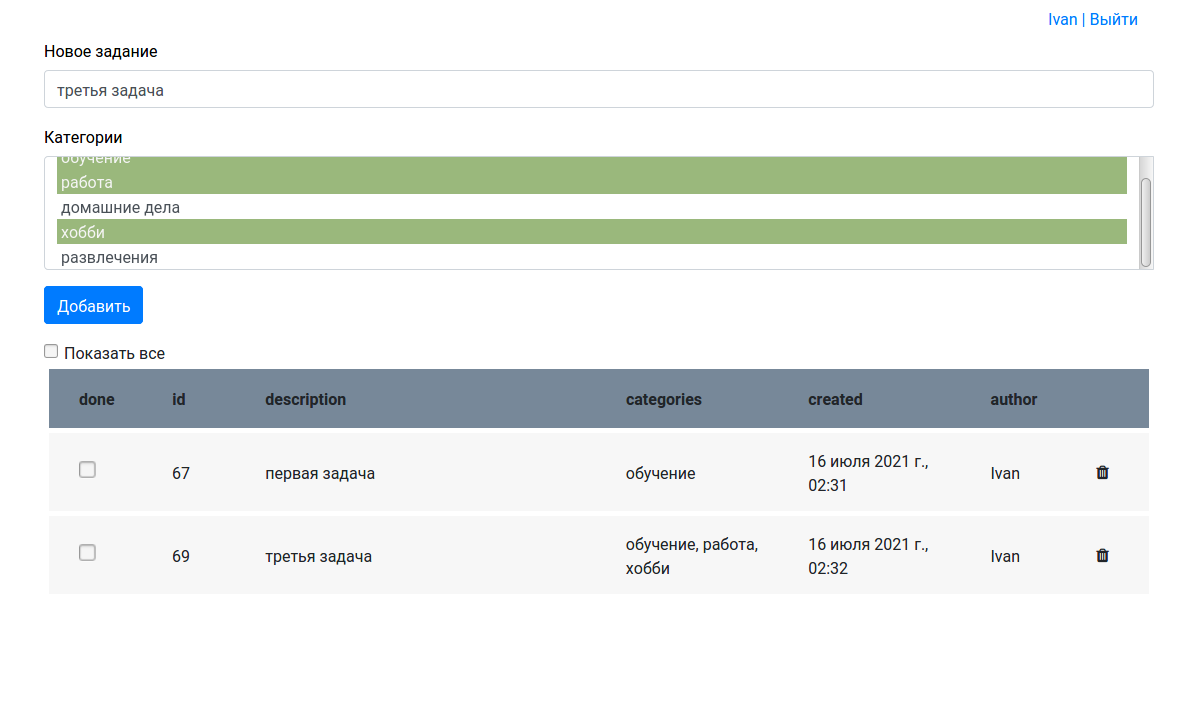 Ivan | Выйти
Новое задание
третья задача
Категории
обучение
работа
домашние дела
хобби
развлечения
Добавить
Показать все
done id description categories created author
67 первая задача обучение 16 июля 2021 г., 02:31 Ivan
69 третья задача обучение, работа, хобби 16 июля 2021 г., 02:32 Ivan